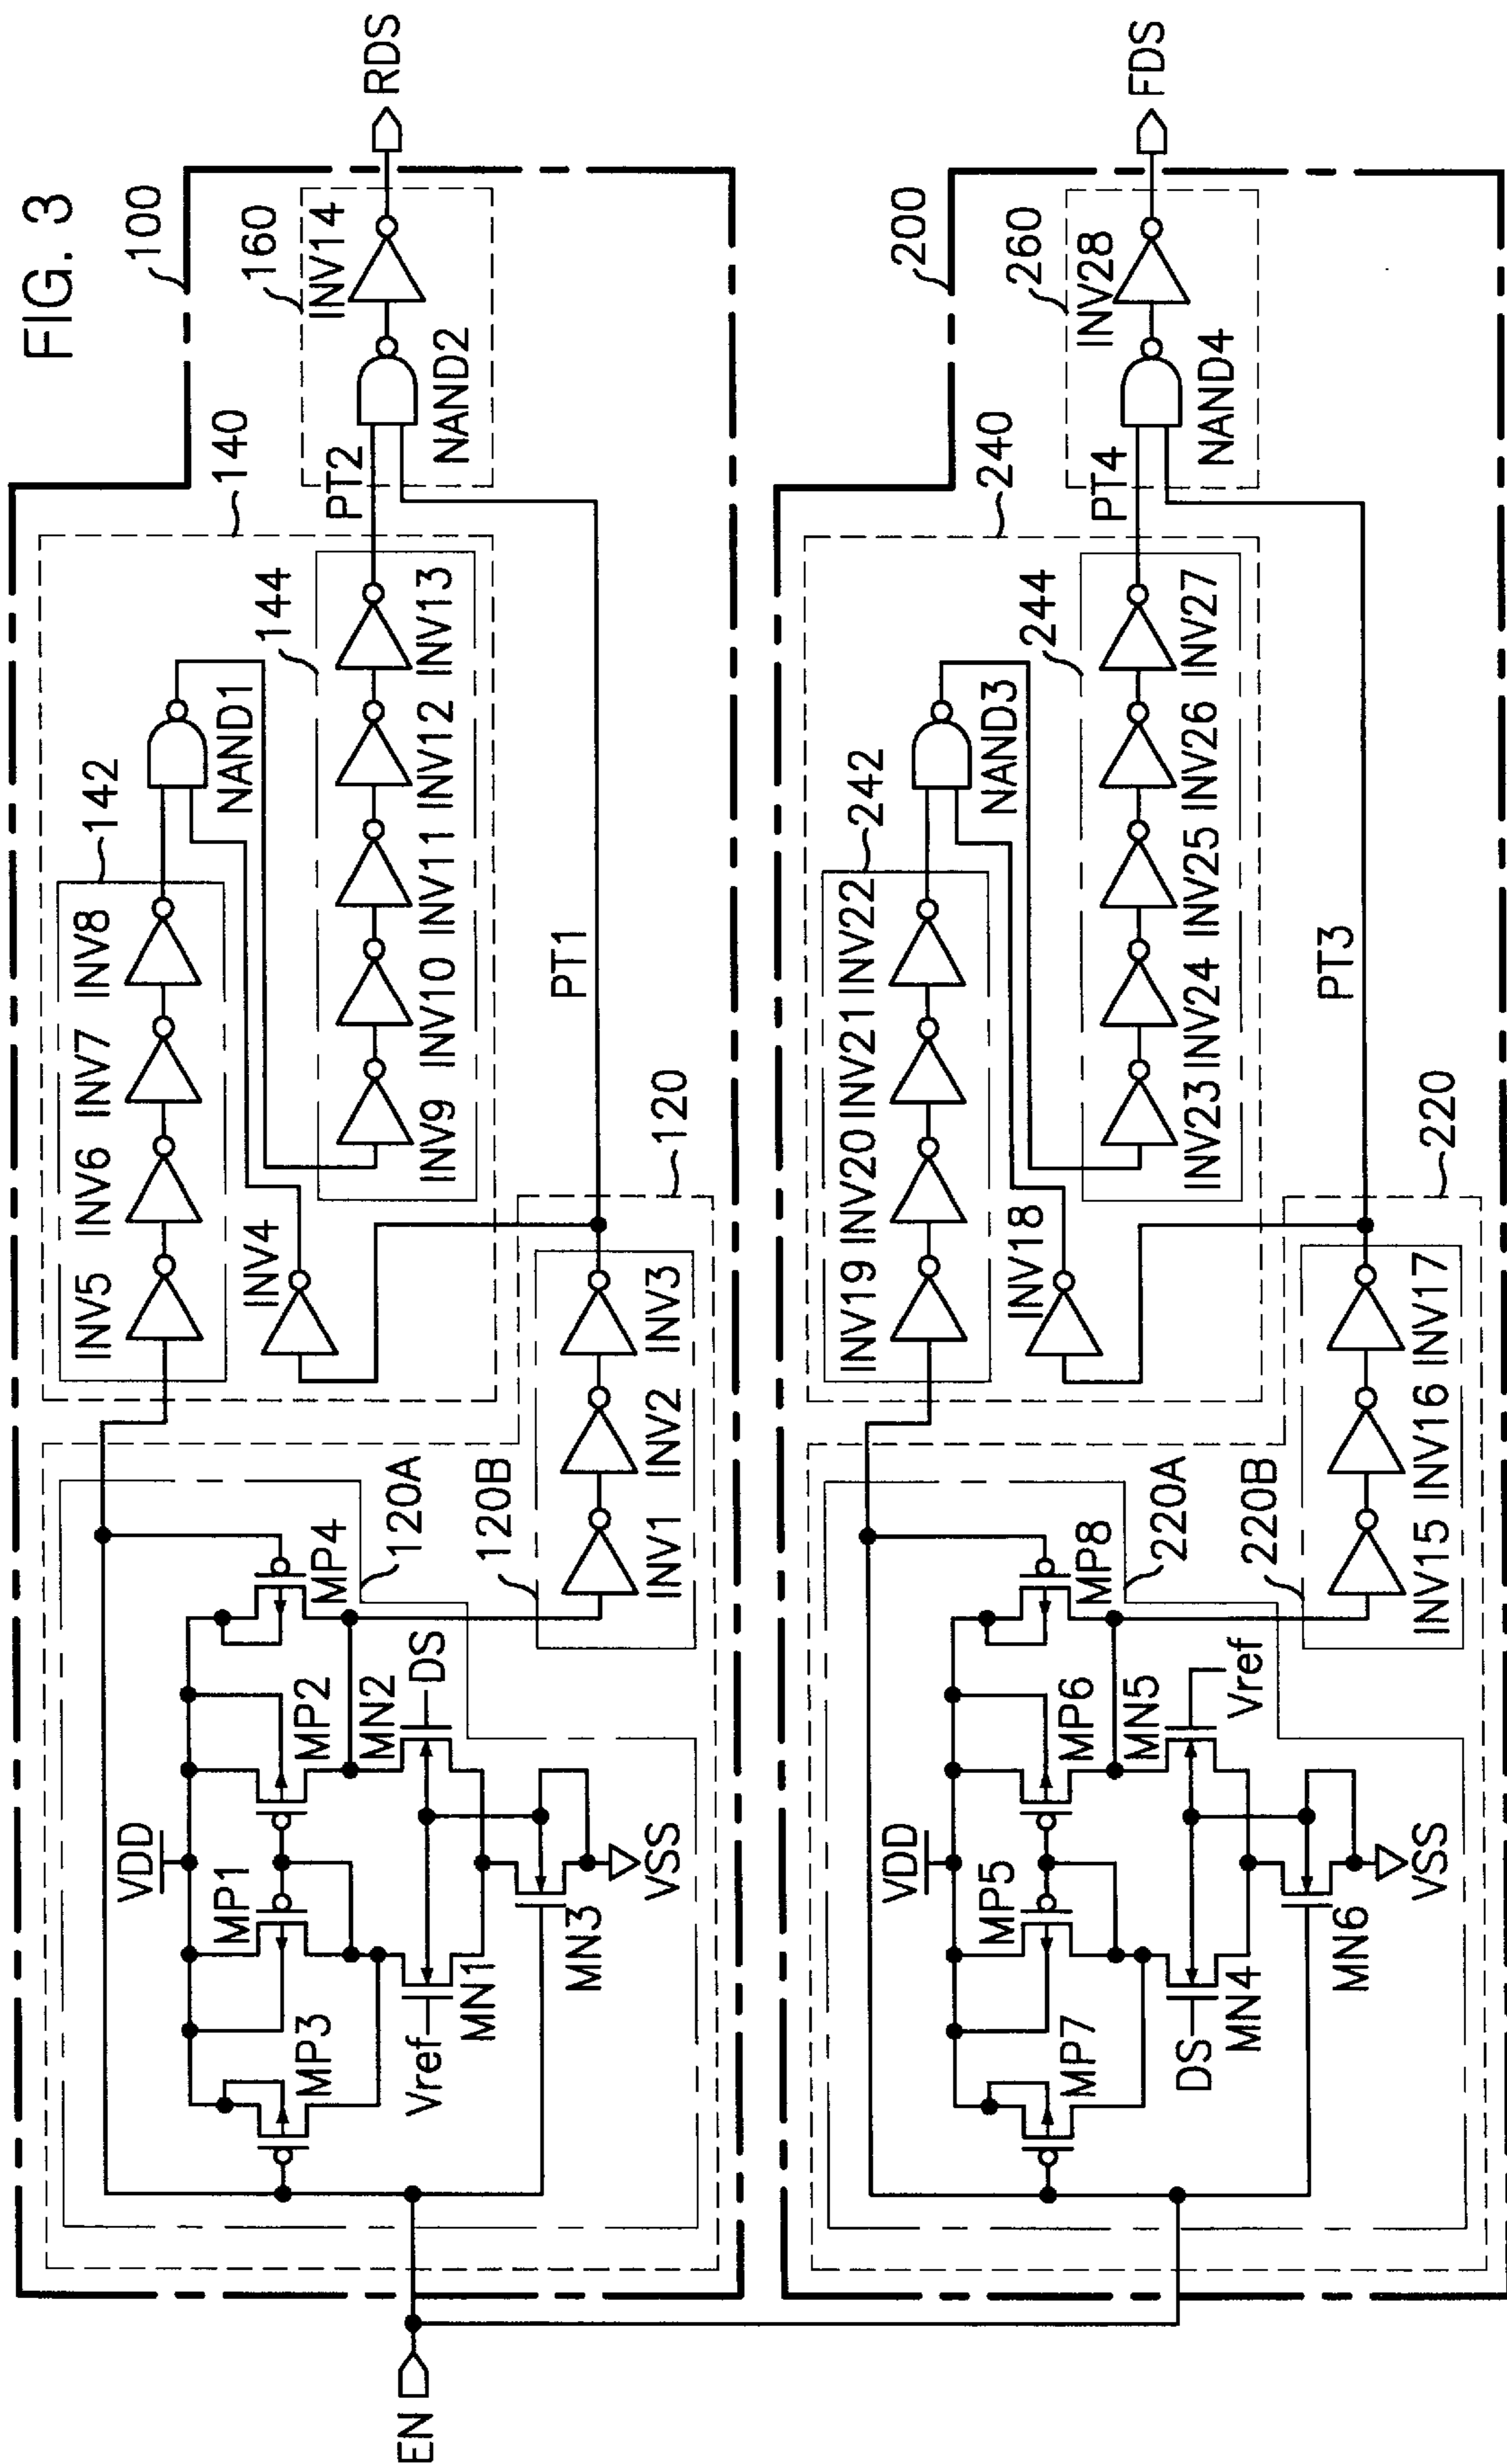 FIG. 3
100
160
INV14
RDS
140
142
INV5 INV6 INV7 INV8
NAND1
INV4
144
INV9 INV10 INV11 INV12 INV13
PT2
NAND2
PT1
120
VDD
MP3
MP1
MP2
MP4
120A
Vref
MN1
MN2
DS
MN3
VSS
120B
INV1 INV2 INV3
EN
200
260
INV28
FDS
240
242
INV19 INV20 INV21 INV22
NAND3
INV18
244
INV23 INV24 INV25 INV26 INV27
PT4
NAND4
PT3
220
VDD
MP7
MP5
MP6
MP8
220A
DS
MN4
MN5
Vref
MN6
VSS
220B
INV15 INV16 INV17